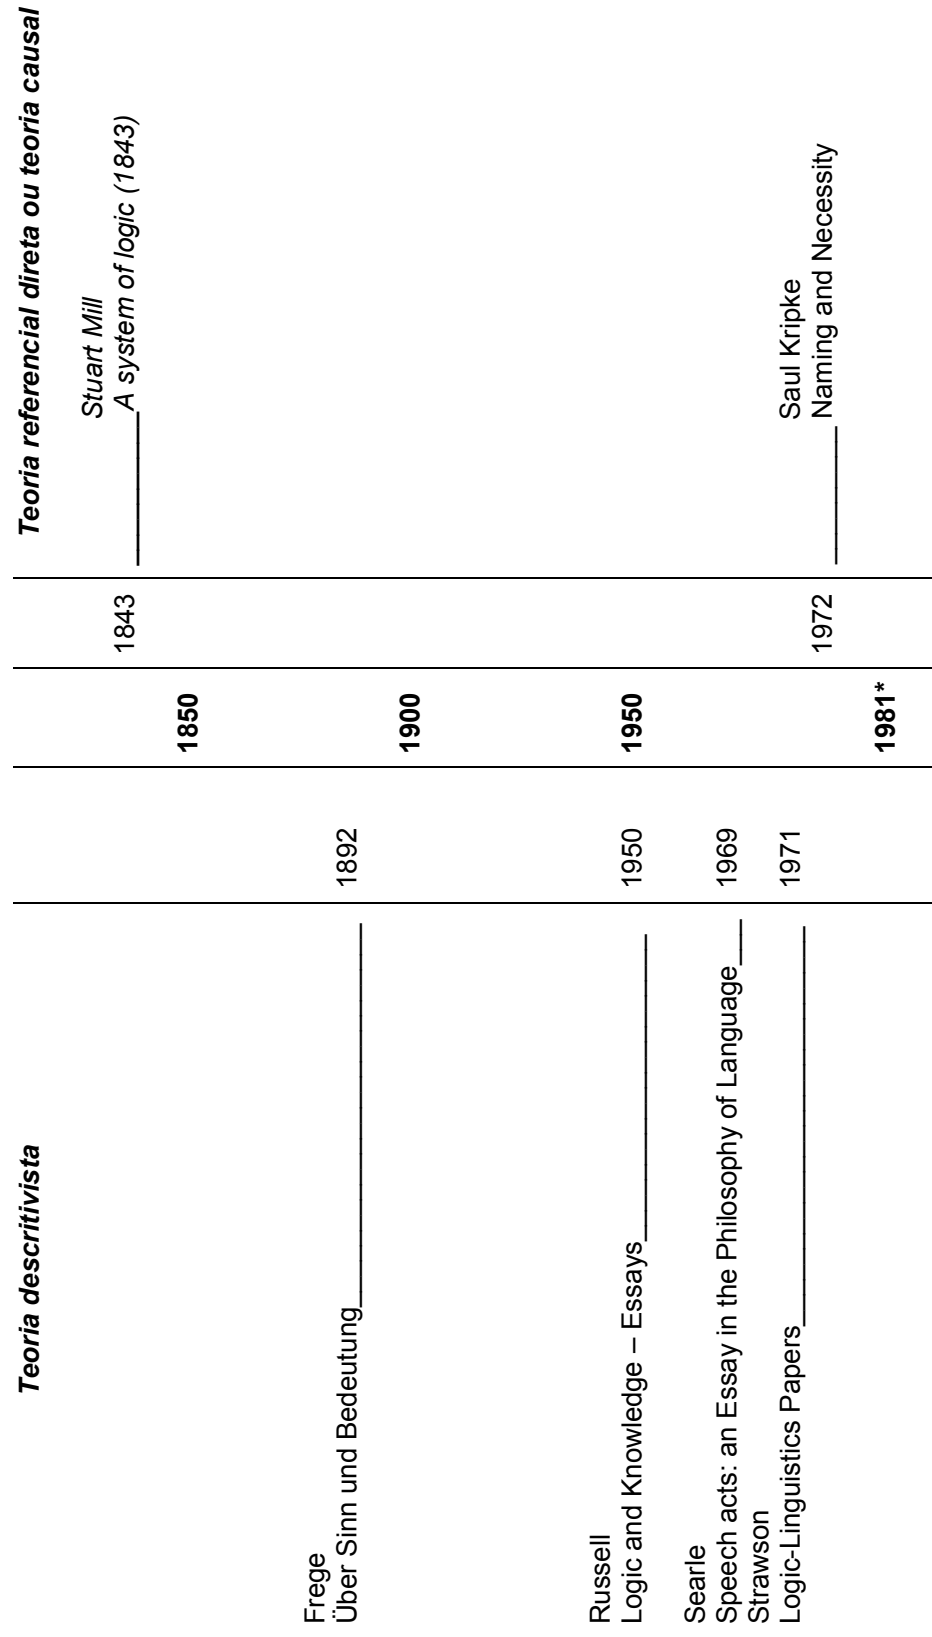 Teoria descritivista
Teoria referencial direta ou teoria causal
Stuart Mill
A system of logic (1843)
1843
1850
Frege
Über Sinn und Bedeutung
1892
1900
Russell
Logic and Knowledge – Essays
1950
1950
Searle
Speech acts: an Essay in the Philosophy of Language
1969
Strawson
Logic-Linguistics Papers
1971
Saul Kripke
Naming and Necessity
1972
1981*